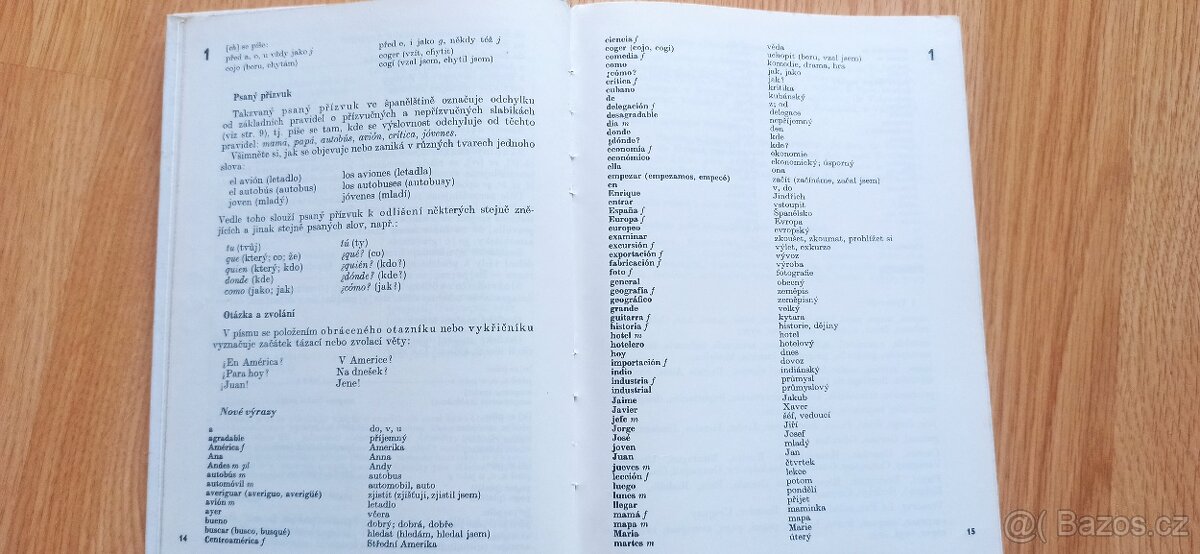 1
[ch] se píše:
před a, o, u vždy jako j
před e, i jako g, někdy též j
cojo (beru, chytám)
coger (vzít, chytit)
cogí (vzal jsem, chytil jsem)
Psaný přízvuk
Takzvaný psaný přízvuk ve španělštině označuje odchylku
od základních pravidel o přízvučných a nepřízvučných slabikách
(viz str. 9), tj. píše se tam, kde se výslovnost odchyluje od těchto
pravidel: mama, papá, autobús, avión, crítica, jóvenes.
Všimněte si, jak se objevuje nebo zaniká v různých tvarech jednoho
slova:
el avión (letadlo) los aviones (letadla)
el autobús (autobus) los autobuses (autobusy)
joven (mladý) jóvenes (mladí)
Vedle toho slouží psaný přízvuk k odlišení některých stejně zně-
jících a jinak stejně psaných slov, např.:
tu (tvůj) tú (ty)
que (který; co; že) ¿qué? (co)
quien (který; kdo) ¿quién? (kdo?)
donde (kde) ¿dónde? (kde?)
como (jako; jak) ¿cómo? (jak?)
Otázka a zvolání
V písmu se položením obráceného otazníku nebo vykřičníku
vyznačuje začátek tázací nebo zvolací věty:
¿En América? V Americe?
¿Para hoy? Na dnešek?
¡Juan! Jene!
Nové výrazy
a do, v, u
agradable příjemný
América f Amerika
Ana Anna
Andes m pl Andy
autobús m autobus
automóvil m automobil, auto
averiguar (averiguo, averigüé) zjistit (zjišťuji, zjistil jsem)
avión m letadlo
ayer včera
bueno dobrý; dobrá, dobře
buscar (busco, busqué) hledat (hledám, hledal jsem)
Centroamérica f Střední Amerika
14
1
ciencia f věda
coger (cojo, cogí) uchopit (beru, vzal jsem)
comedia f komedie, drama, hra
como jak, jako
¿cómo? jak?
crítica f kritika
cubano kubánský
de z; od
delegación f delegace
desagradable nepříjemný
día m den
donde kde
¿dónde? kde?
economía f ekonomie
económico ekonomický; úsporný
ella ona
empezar (empezamos, empecé) začít (začínáme, začal jsem)
en v, do
Enrique Jindřich
entrar vstoupit
España f Španělsko
Europa f Evropa
europeo evropský
examinar zkoušet, zkoumat, prohlížet si
excursión f výlet, exkurze
exportación f vývoz
fabricación f výroba
foto f fotografie
general obecný
geografía f zeměpis
geográfico zeměpisný
grande velký
guitarra f kytara
historia f historie, dějiny
hotel m hotel
hotelero hotelový
hoy dnes
importación f dovoz
indio indiánský
industria f průmysl
industrial průmyslový
Jaime Jakub
Javier Xaver
jefe m šéf, vedoucí
Jorge Jiří
José Josef
joven mladý
Juan Jan
jueves m čtvrtek
lección f lekce
luego potom
lunes m pondělí
llegar přijet
mamá f maminka
mapa m mapa
María Marie
martes m úterý
15
Bazos.cz